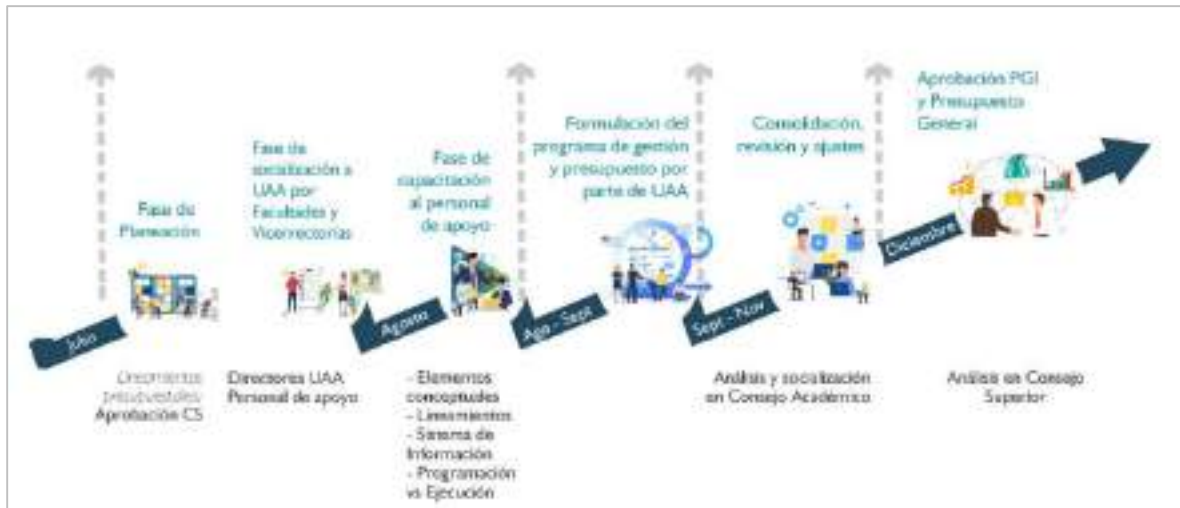 Fase de
Planeación
Fase de
socialización a
UAA por
Facultades y
Vicerrectorías
Fase de
capacitación
al personal
de apoyo
Formulación del
programa de gestión
y presupuesto por
parte de UAA
Consolidación,
revisión y ajustes
Aprobación PGI
y Presupuesto
General
Julio
Agosto
Ago - Sept
Sept - Nov
Diciembre
Lineamientos
presupuestales
Aprobación CS
Directores UAA
Personal de apoyo
- Elementos
conceptuales
- Lineamientos
- Sistema de
Información
- Programación
vs Ejecución
Análisis y socialización
en Consejo Académico
Análisis en Consejo
Superior